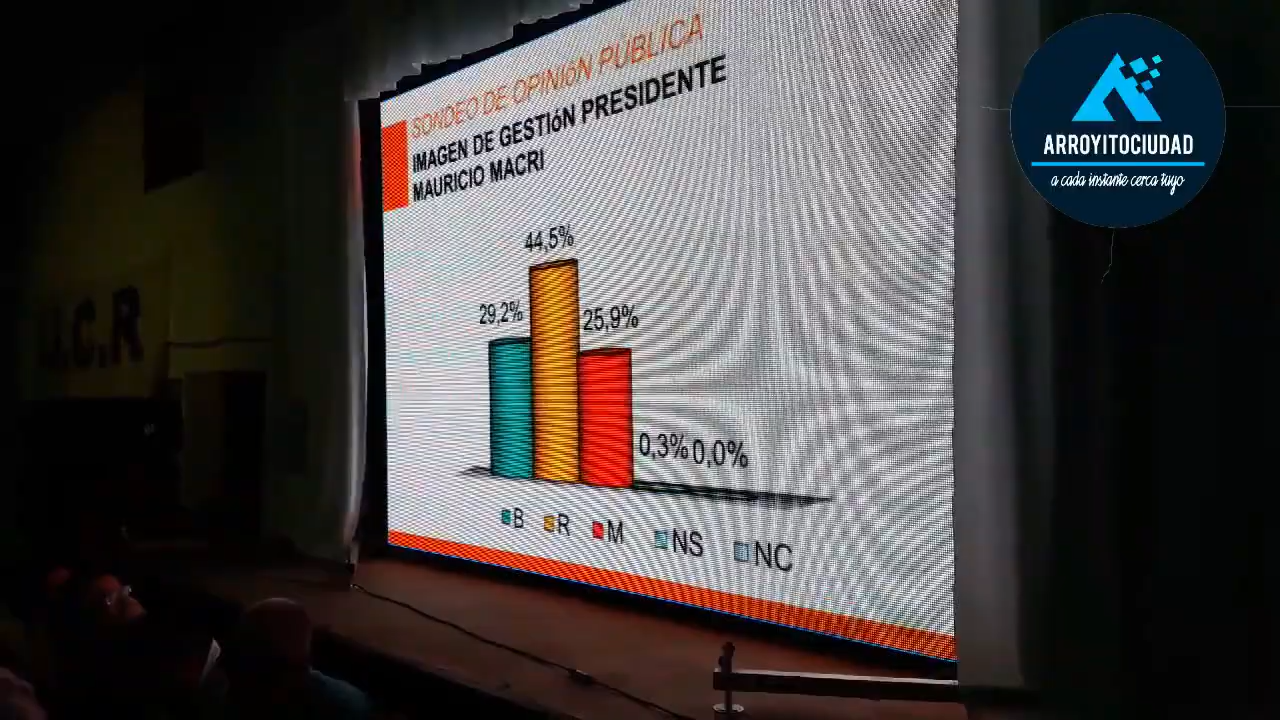 SONDEO DE OPINIóN PÚBLICA
IMAGEN DE GESTIóN PRESIDENTE
MAURICIO MACRI
44,5%
29,2%
25,9%
0,3% 0,0%
B R M NS NC
U.C.R
ARROYITOCIUDAD
a cada instante cerca tuyo